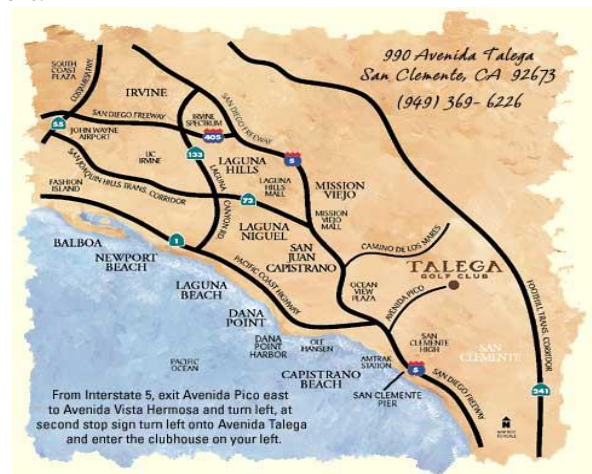 990 Avenida Talega
San Clemente, CA 92673
(949) 369-6226
SOUTH
COAST
PLAZA
COSTA MESA FWY.
IRVINE
SAN DIEGO FREEWAY
55
JOHN WAYNE
AIRPORT
IRVINE
SPECTRUM
405
SAN DIEGO FREEWAY
UC
IRVINE
133
5
SAN JOAQUIN HILLS TRANS. CORRIDOR
FASHION
ISLAND
LAGUNA
HILLS
LAGUNA CANYON RD.
LAGUNA
HILLS
MALL
73
MISSION
VIEJO
MISSION
VIEJO
MALL
BALBOA
NEWPORT
BEACH
1
LAGUNA
NIGUEL
SAN
JUAN
CAPISTRANO
CAMINO DE LOS MARES
TALEGA
GOLF CLUB
PACIFIC COAST HIGHWAY
LAGUNA
BEACH
OCEAN
VIEW
PLAZA
AVENIDA PICO
FOOTHILL TRANS. CORRIDOR
DANA
POINT
DANA
POINT
HARBOR
OLE
HANSEN
SAN
CLEMENTE
HIGH
SAN
CLEMENTE
PACIFIC
OCEAN
AMTRAK
STATION
CAPISTRANO
BEACH
5
SAN DIEGO FREEWAY
SAN CLEMENTE
PIER
241
From Interstate 5, exit Avenida Pico east
to Avenida Vista Hermosa and turn left, at
second stop sign turn left onto Avenida Talega
and enter the clubhouse on your left.
N